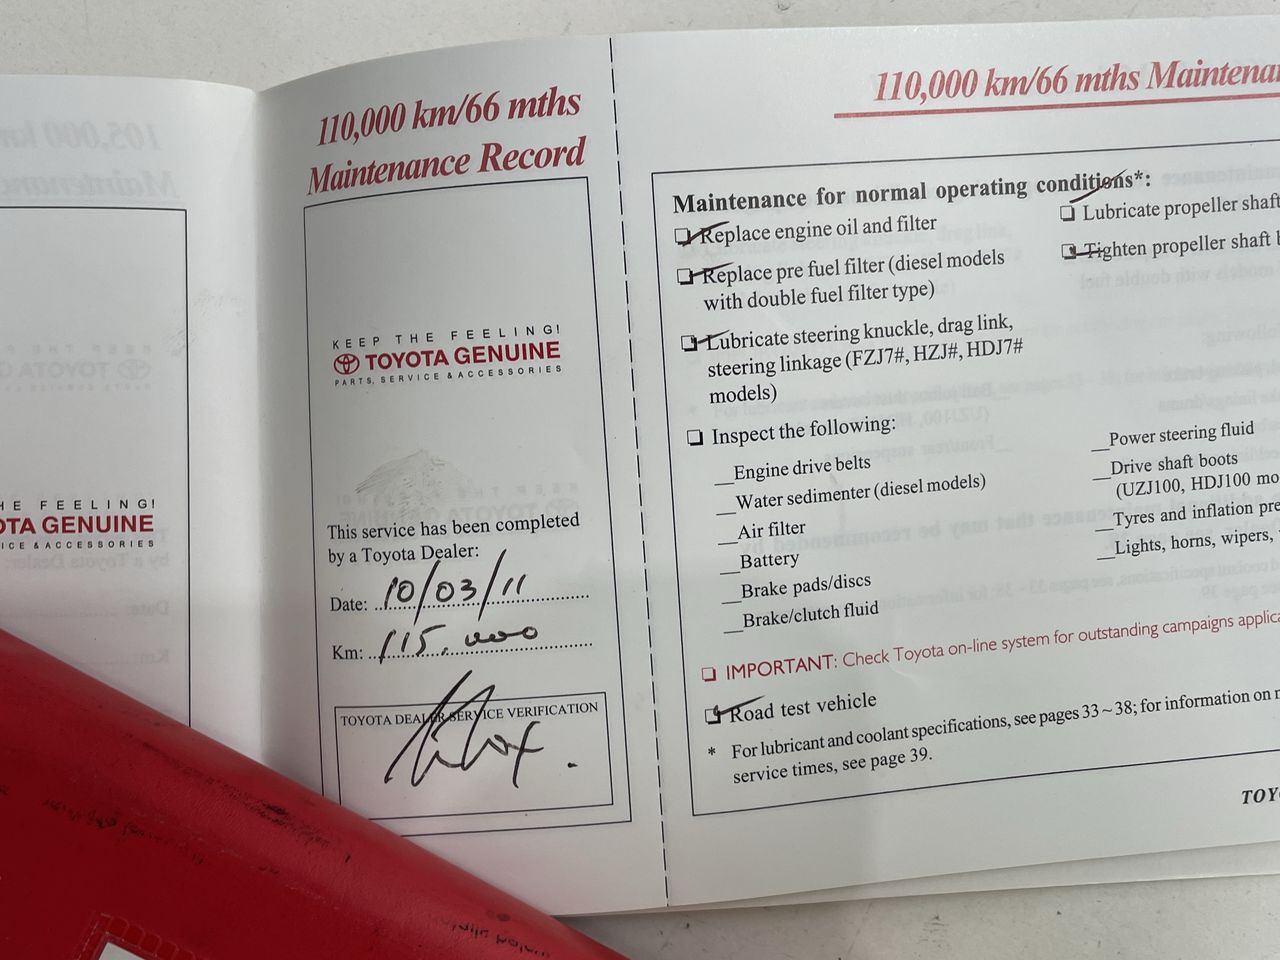 110,000 km/66 mths
Maintenance Record
KEEP THE FEELING!
TOYOTA GENUINE
PARTS, SERVICE & ACCESSORIES
This service has been completed
by a Toyota Dealer:
Date: 10/03/11
Km: 115,000
TOYOTA DEALER SERVICE VERIFICATION
HE FEELING!
OTA GENUINE
ICE & ACCESSORIES
110,000 km/66 mths Maintena
Maintenance for normal operating conditions*:
Replace engine oil and filter
Replace pre fuel filter (diesel models
with double fuel filter type)
Lubricate steering knuckle, drag link,
steering linkage (FZJ7#, HZJ#, HDJ7#
models)
Inspect the following:
Engine drive belts
Water sedimenter (diesel models)
Air filter
Battery
Brake pads/discs
Brake/clutch fluid
Lubricate propeller shaft
Tighten propeller shaft b
Power steering fluid
Drive shaft boots
(UZJ100, HDJ100 mo
Tyres and inflation pre
Lights, horns, wipers,
IMPORTANT: Check Toyota on-line system for outstanding campaigns applica
Road test vehicle
* For lubricant and coolant specifications, see pages 33~38; for information on
service times, see page 39.
TOY